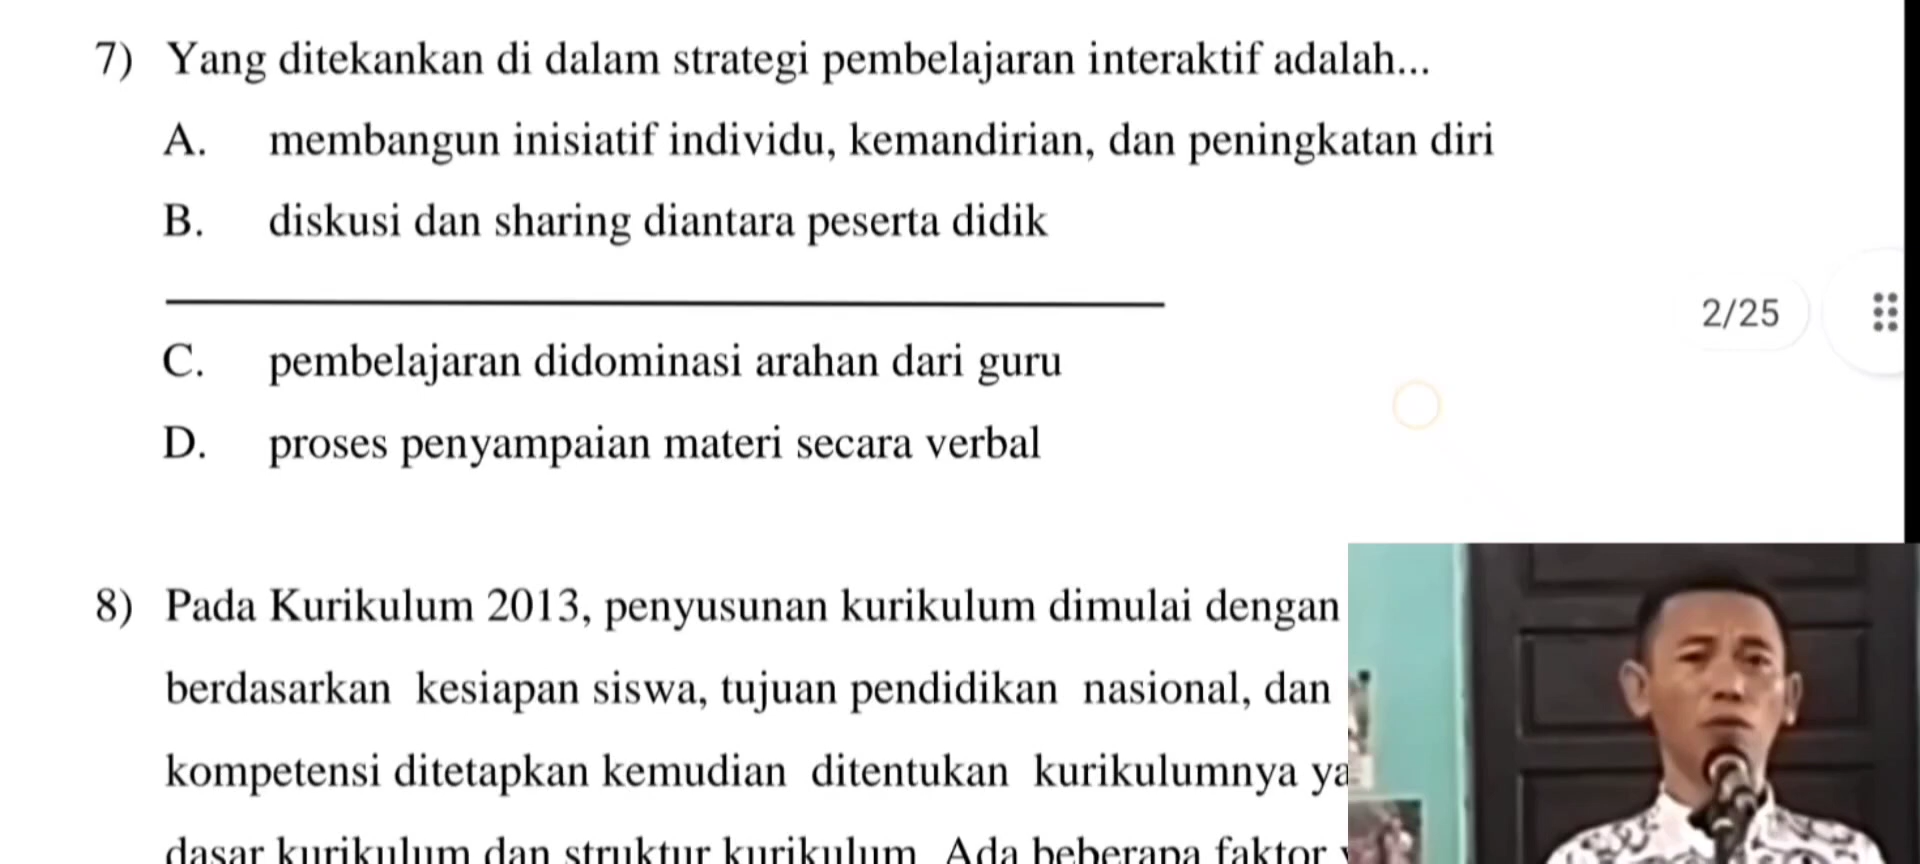 7) Yang ditekankan di dalam strategi pembelajaran interaktif adalah...
A. membangun inisiatif individu, kemandirian, dan peningkatan diri
B. diskusi dan sharing diantara peserta didik
2/25
C. pembelajaran didominasi arahan dari guru
D. proses penyampaian materi secara verbal
8) Pada Kurikulum 2013, penyusunan kurikulum dimulai dengan
berdasarkan kesiapan siswa, tujuan pendidikan nasional, dan
kompetensi ditetapkan kemudian ditentukan kurikulumnya
dasar kurikulum dan struktur kurikulum. Ada beberapa faktor